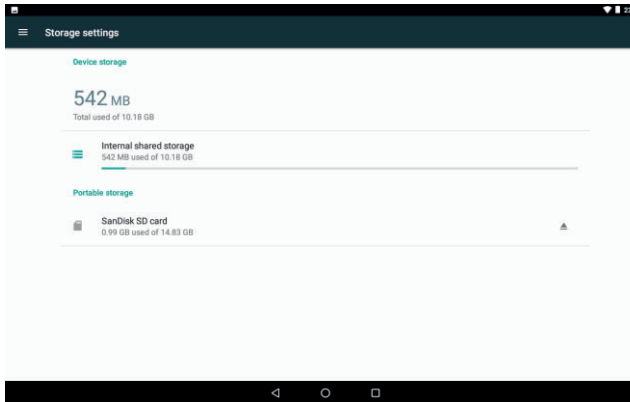 Storage settings
Device storage
542 MB
Total used of 10.18 GB
Internal shared storage
542 MB used of 10.18 GB
Portable storage
SanDisk SD card
0.99 GB used of 14.83 GB